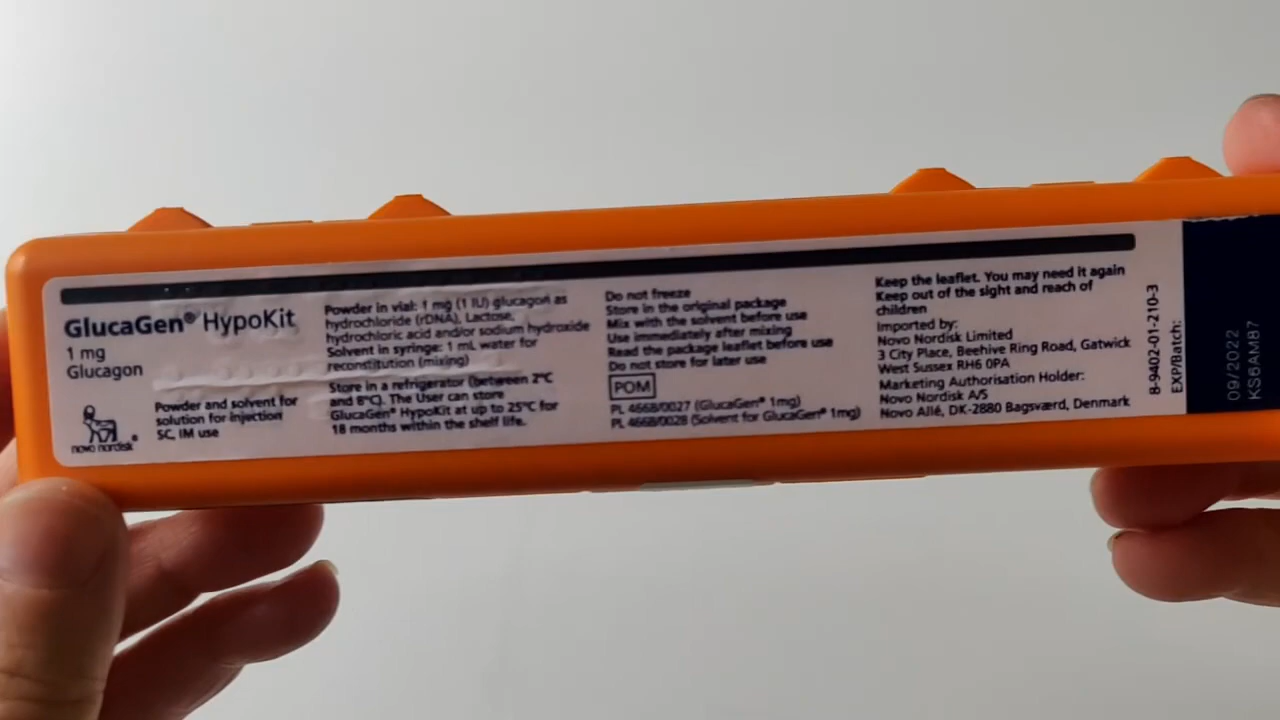 GlucaGen® HypoKit
1 mg
Glucagon
novo nordisk®
Powder and solvent for
solution for injection
SC, IM use
Powder in vial: 1 mg (1 IU) glucagon as
hydrochloride (rDNA), Lactose,
hydrochloric acid and/or sodium hydroxide
Solvent in syringe: 1 mL water for
reconstitution (mixing)
Store in a refrigerator (between 2°C
and 8°C). The User can store
GlucaGen® HypoKit at up to 25°C for
18 months within the shelf life.
Do not freeze
Store in the original package
Mix with the solvent before use
Use immediately after mixing
Read the package leaflet before use
Do not store for later use
POM
PL 4668/0027 (GlucaGen® 1mg)
PL 4668/0028 (Solvent for GlucaGen® 1mg)
Keep the leaflet. You may need it again
Keep out of the sight and reach of
children
Imported by:
Novo Nordisk Limited
3 City Place, Beehive Ring Road, Gatwick
West Sussex RH6 0PA
Marketing Authorisation Holder:
Novo Nordisk A/S
Novo Allé, DK-2880 Bagsværd, Denmark
8-9402-01-2110-3
EXP/Batch:
09/2022
KS6AM87